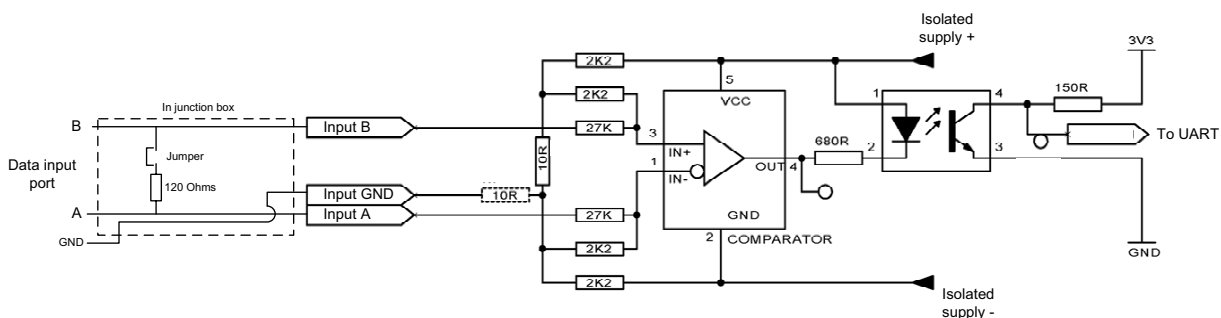 Isolated
supply +
3V3
2K2
5
VCC
2K2
1
4
150R
In junction box
B
Input B
27K
3
IN+
680R
2
3
To UART
Data input
port
Jumper
120 Ohms
10R
1
IN-
OUT
4
Input GND
10R
A
Input A
27K
GND
GND
2K2
2
COMPARATOR
GND
2K2
Isolated
supply -